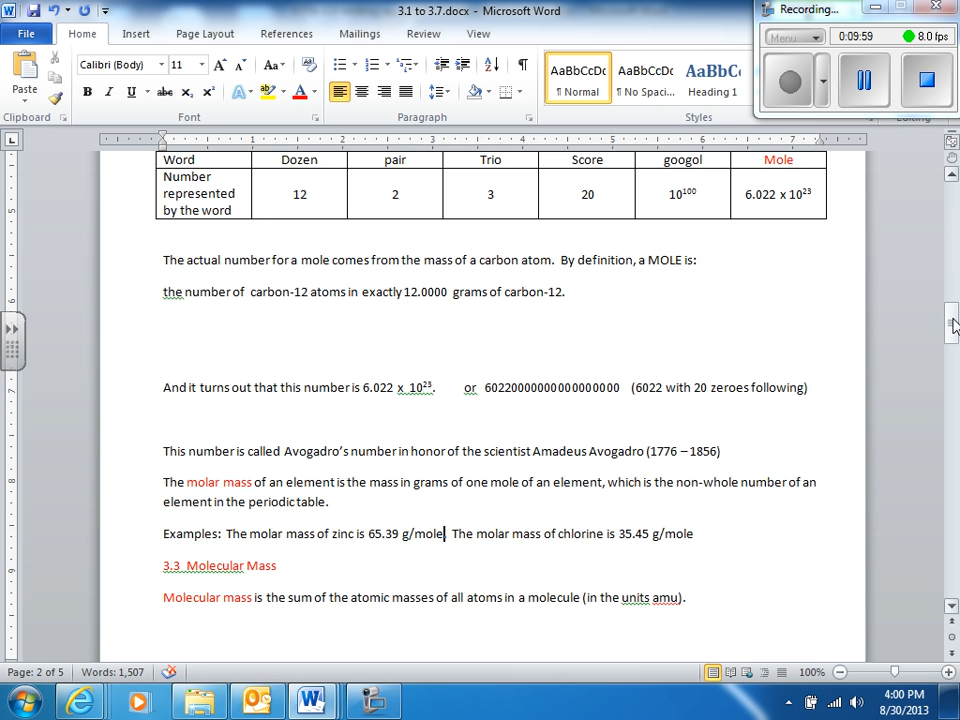 3.1 to 3.7.docx - Microsoft Word
Recording...
File Home Insert Page Layout References Mailings Review View
Menu 0:09:59 8.0 fps
Paste
Calibri (Body) 11
AaBbCcDc AaBbCcDc AaBbC
¶ Normal ¶ No Spaci... Heading 1
Clipboard Font Paragraph Styles Editing
1 2 3 4 5 6 7
Word Dozen pair Trio Score googol Mole
Number represented by the word 12 2 3 20 10¹⁰⁰ 6.022 x 10²³
The actual number for a mole comes from the mass of a carbon atom. By definition, a MOLE is:
the number of carbon-12 atoms in exactly 12.0000 grams of carbon-12.
And it turns out that this number is 6.022 x 10²³. or 60220000000000000000 (6022 with 20 zeroes following)
This number is called Avogadro's number in honor of the scientist Amadeus Avogadro (1776 – 1856)
The molar mass of an element is the mass in grams of one mole of an element, which is the non-whole number of an
element in the periodic table.
Examples: The molar mass of zinc is 65.39 g/mole. The molar mass of chlorine is 35.45 g/mole
3.3 Molecular Mass
Molecular mass is the sum of the atomic masses of all atoms in a molecule (in the units amu).
Page: 2 of 5 Words: 1,507 100%
4:00 PM
8/30/2013